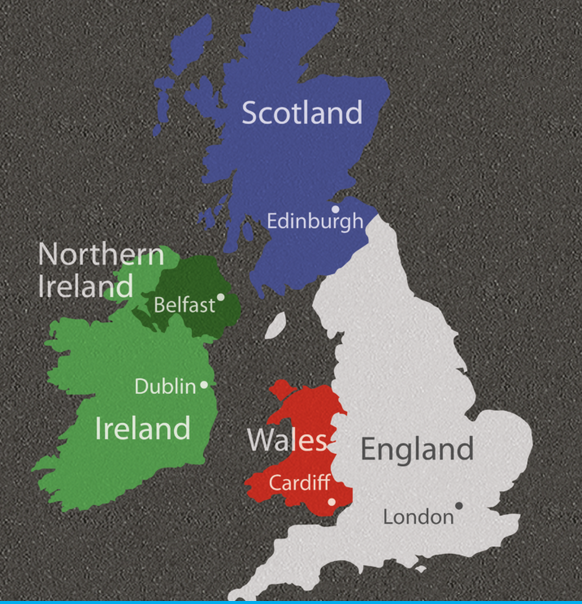 Scotland
Edinburgh
Northern
Ireland
Belfast
Dublin
Ireland
Wales
England
Cardiff
London